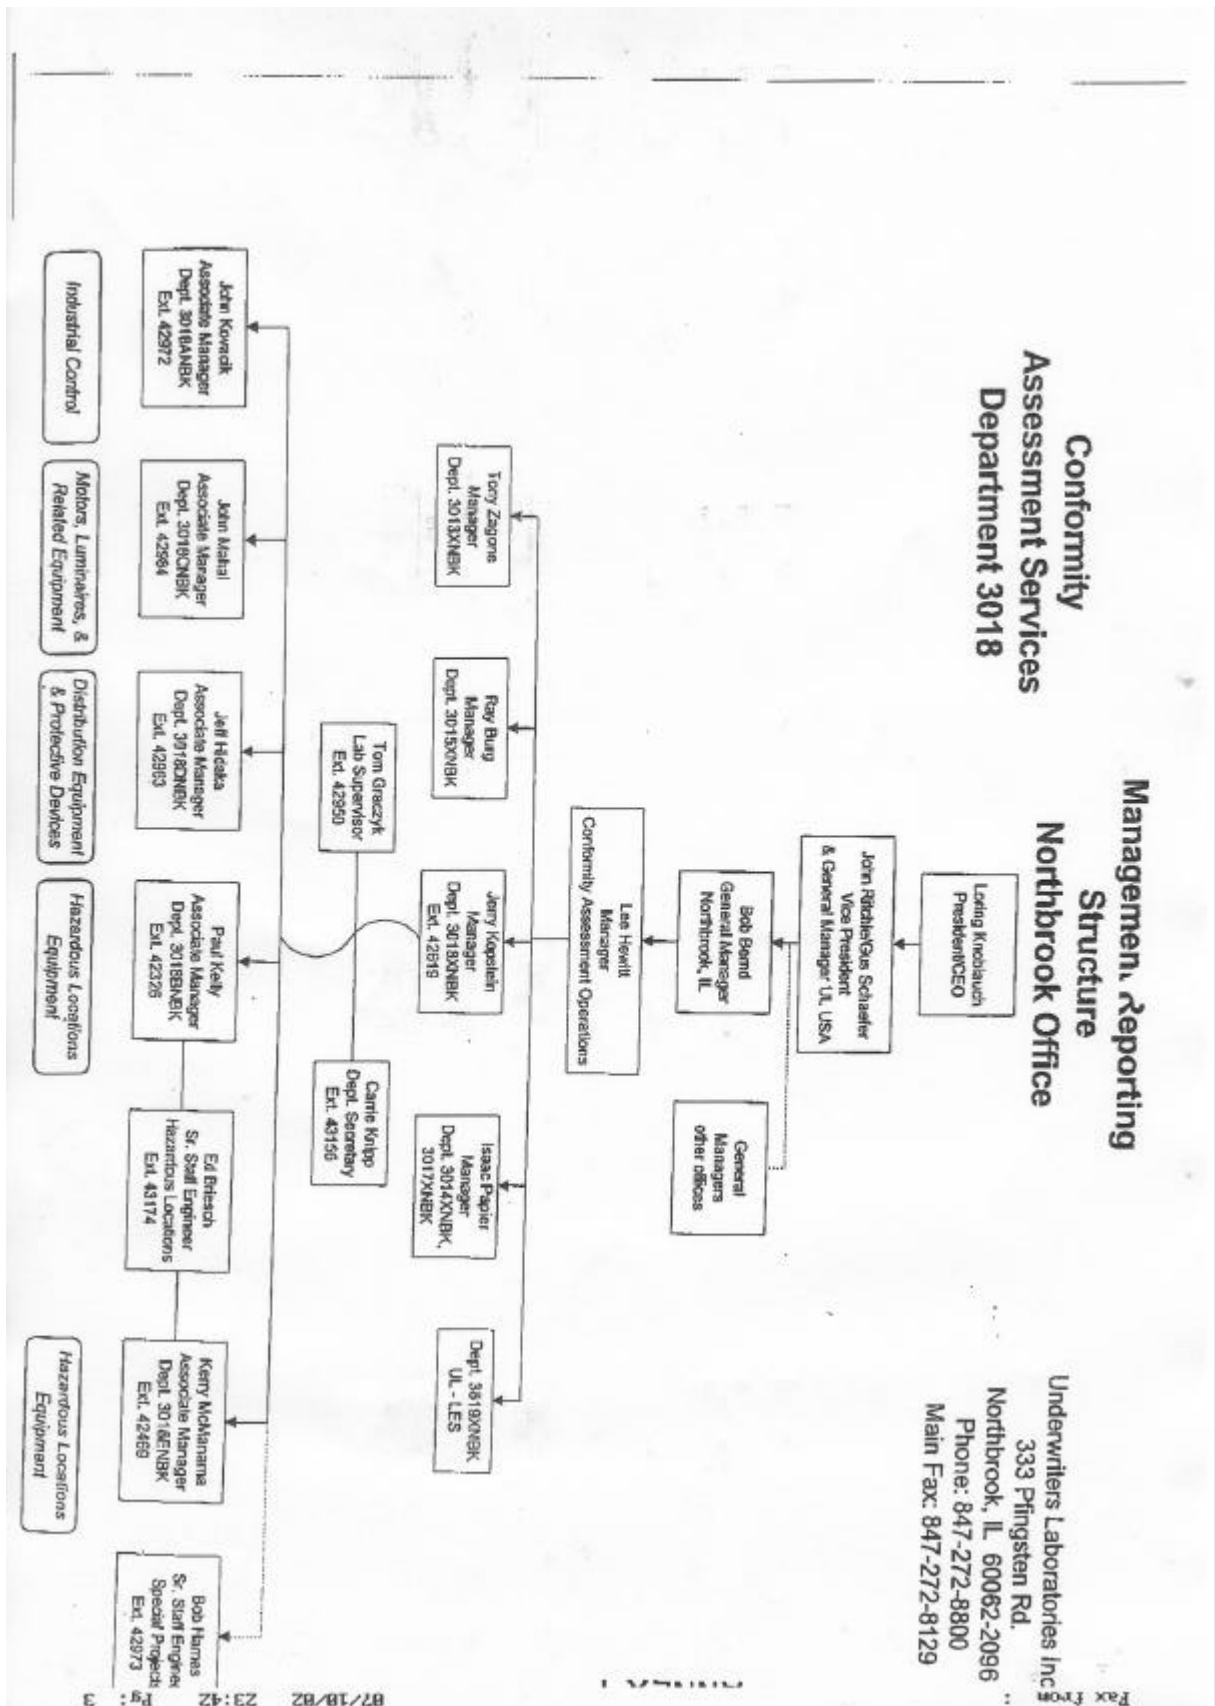 Conformity
Assessment Services
Department 3018
Management Reporting
Structure
Northbrook Office
Underwriters Laboratories Inc
333 Pfingsten Rd.
Northbrook, IL 60062-2096
Phone: 847-272-8800
Main Fax: 847-272-8129
Loring Knoblauch
President/CEO
John Ritchie/Gus Schaefer
Vice President
& General Manager UL USA
Bob Bernd
General Manager
Northbrook, IL
General
Managers
other offices
Lee Hewitt
Manager
Conformity Assessment Operations
Tony Zagone
Manager
Dept. 3013XNBK
Ray Burg
Manager
Dept. 3015XNBK
Jerry Kopstein
Manager
Dept. 3018XNBK
Ext. 42819
Isaac Papier
Manager
Dept. 3014XNBK,
3017XNBK
Dept. 3819XNBK
UL - LES
Tom Graczyk
Lab Supervisor
Ext. 42950
Carrie Knipp
Dept. Secretary
Ext. 43156
John Kovacik
Associate Manager
Dept. 3018ANBK
Ext. 42972
John Mahal
Associate Manager
Dept. 3018CNBK
Ext. 42984
Jeff Hidaka
Associate Manager
Dept. 3018DNBK
Ext. 42963
Paul Kelly
Associate Manager
Dept. 3018BNBK
Ext. 42326
Ed Briesch
Sr. Staff Engineer
Hazardous Locations
Ext. 43174
Kerry McManama
Associate Manager
Dept. 3018ENBK
Ext. 42469
Bob Hames
Sr. Staff Enginee
Special Projects
Ext. 42973
Industrial Control
Motors, Luminaires, &
Related Equipment
Distribution Equipment
& Protective Devices
Hazardous Locations
Equipment
Hazardous Locations
Equipment
Fax from :
07/10/02 23:42 Pg: 3